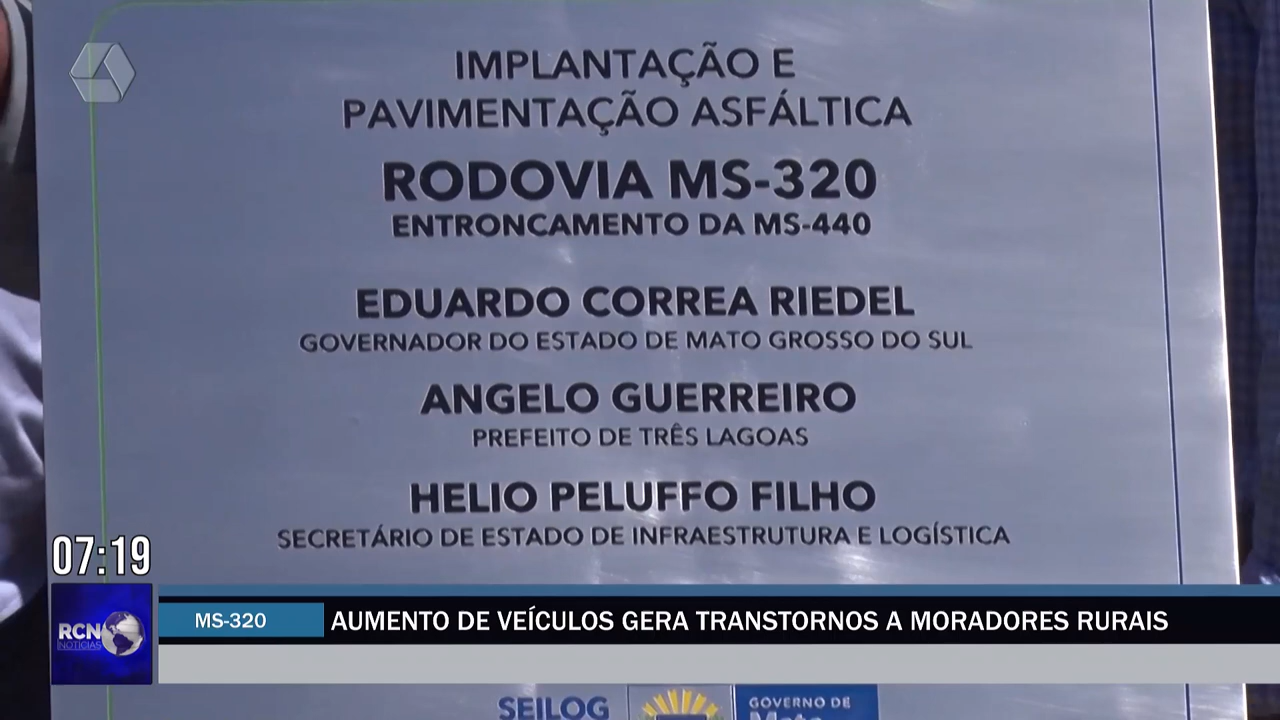 IMPLANTAÇÃO E
PAVIMENTAÇÃO ASFÁLTICA
RODOVIA MS-320
ENTRONCAMENTO DA MS-440
EDUARDO CORREA RIEDEL
GOVERNADOR DO ESTADO DE MATO GROSSO DO SUL
ANGELO GUERREIRO
PREFEITO DE TRÊS LAGOAS
HELIO PELUFFO FILHO
SECRETÁRIO DE ESTADO DE INFRAESTRUTURA E LOGÍSTICA
07:19
RCN
NOTÍCIAS
MS-320
AUMENTO DE VEÍCULOS GERA TRANSTORNOS A MORADORES RURAIS
SEILOG
GOVERNO DE